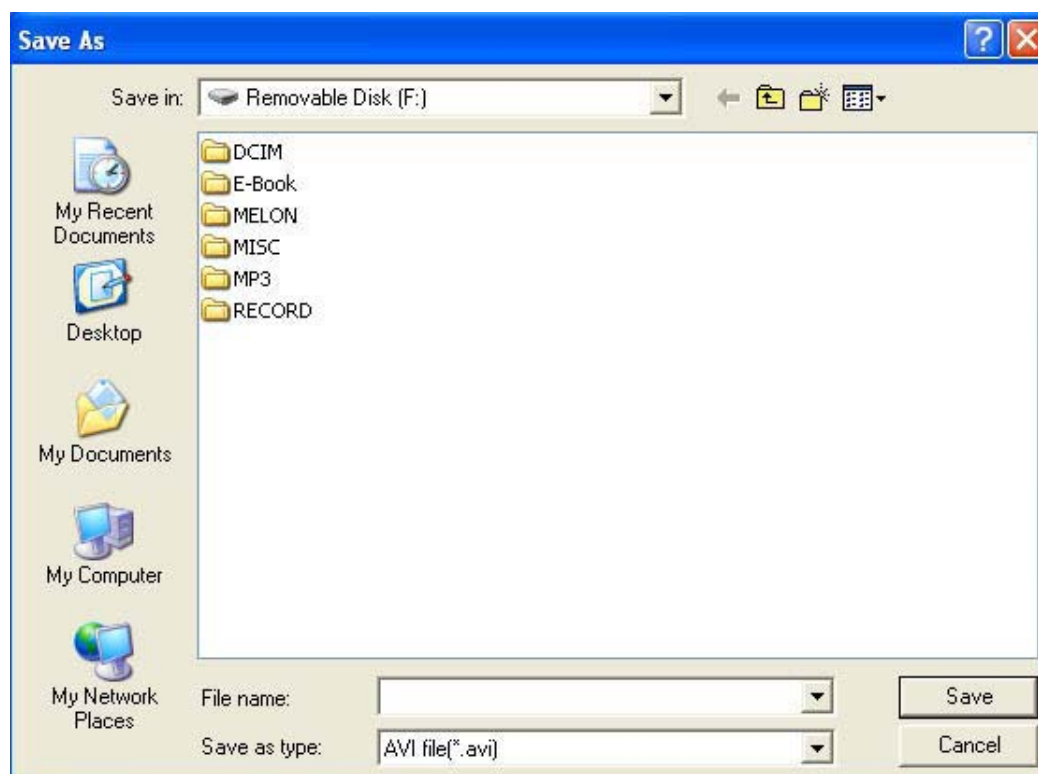 Save As
Save in: Removable Disk (F:)
DCIM
E-Book
MELON
MISC
MP3
RECORD
My Recent
Documents
Desktop
My Documents
My Computer
My Network
Places
File name:
Save
Save as type: AVI file(*.avi)
Cancel